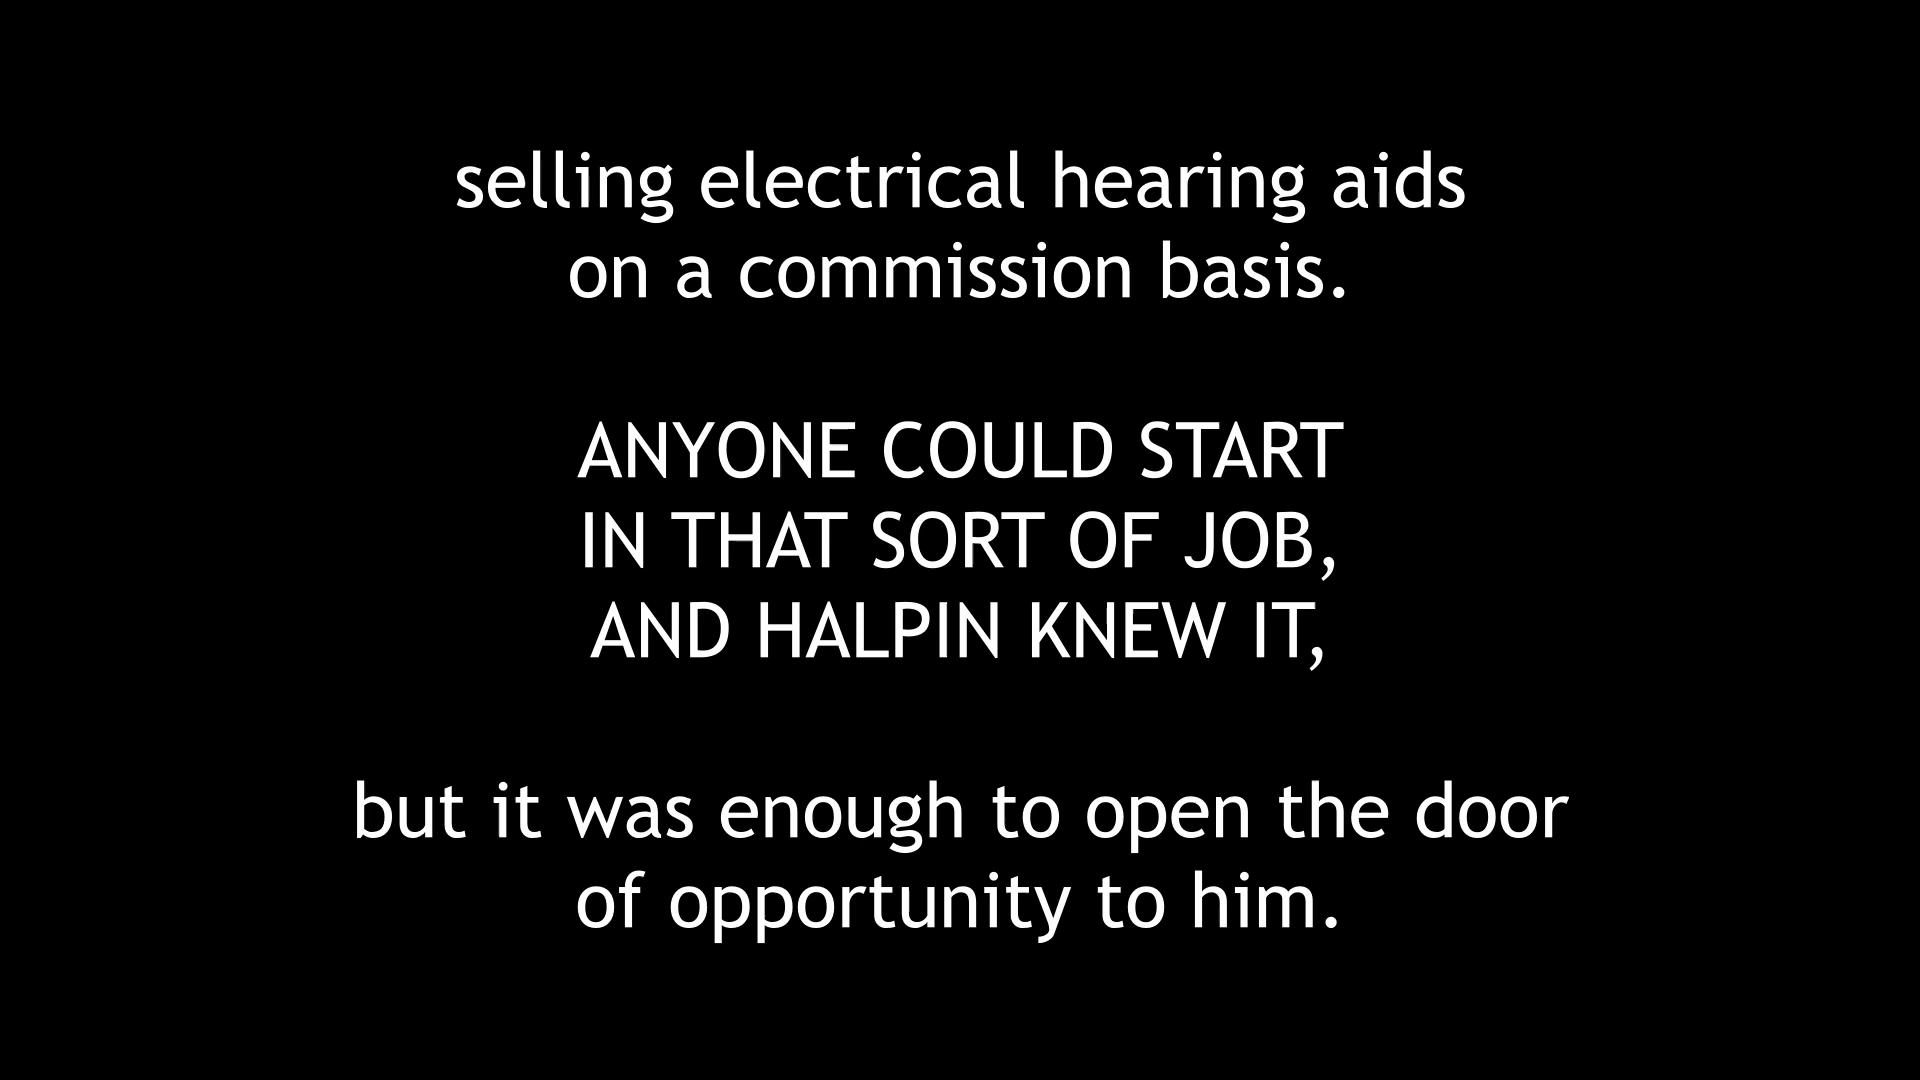 selling electrical hearing aids
on a commission basis.
ANYONE COULD START
IN THAT SORT OF JOB,
AND HALPIN KNEW IT,
but it was enough to open the door
of opportunity to him.